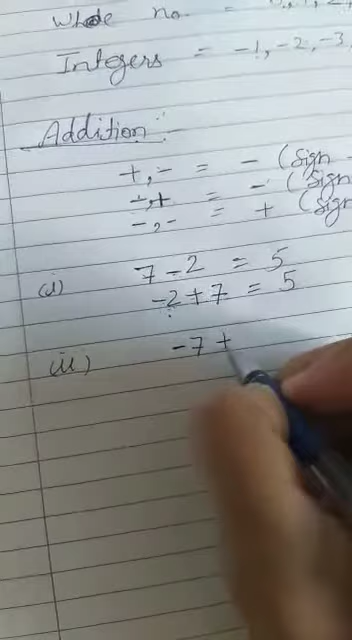 Whole no. =
Integers = -1, -2, -3,
Addition :-
+, - = - (Sign
-, + = - (Sign
-, - = + (Sign
(i) 7 - 2 = 5
-2 + 7 = 5
(ii) -7 +